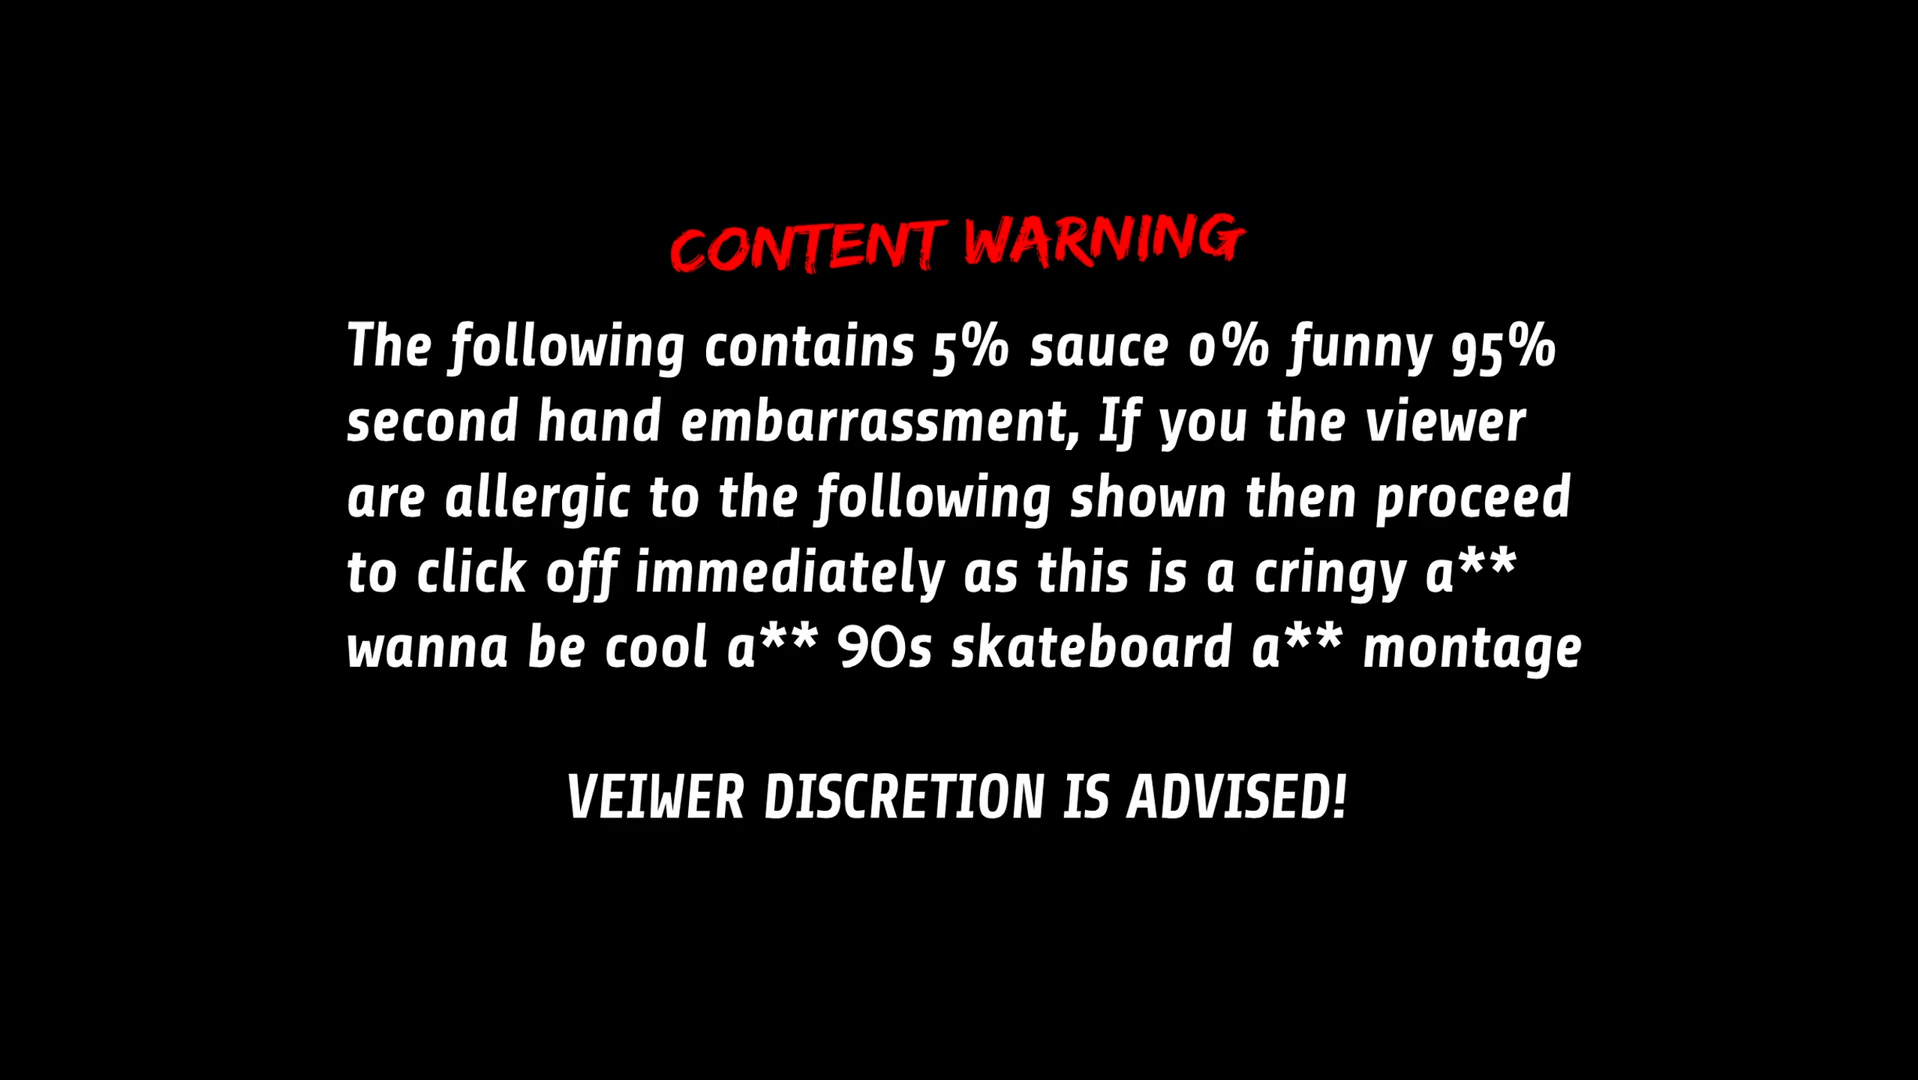 CONTENT WARNING
The following contains 5% sauce 0% funny 95%
second hand embarrassment, If you the viewer
are allergic to the following shown then proceed
to click off immediately as this is a cringy a**
wanna be cool a** 90s skateboard a** montage
VEIWER DISCRETION IS ADVISED!